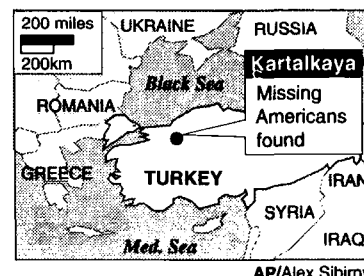 200 miles
200km
UKRAINE
RUSSIA
Kartalkaya
Missing
Americans
found
Black Sea
ROMANIA
GREECE
TURKEY
IRAN
SYRIA
IRAQ
Med. Sea
AP/Alex Sibirny